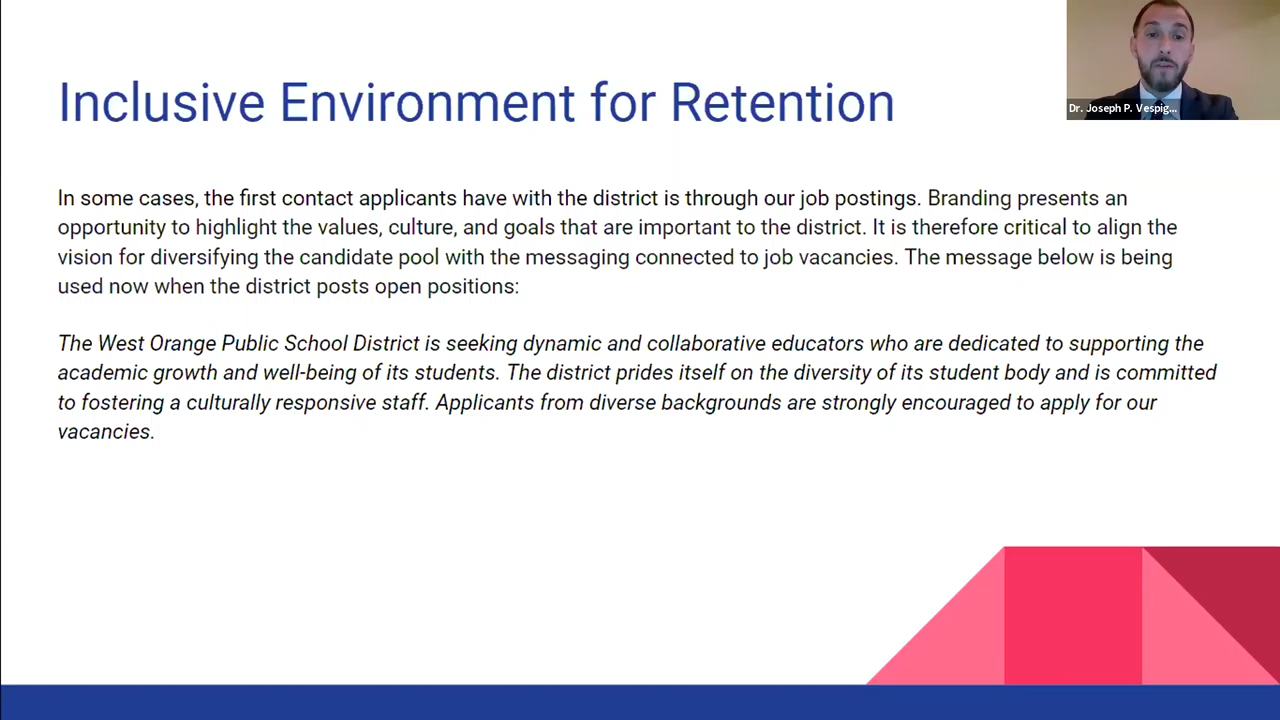 Inclusive Environment for Retention
Dr. Joseph P. Vespig...
In some cases, the first contact applicants have with the district is through our job postings. Branding presents an
opportunity to highlight the values, culture, and goals that are important to the district. It is therefore critical to align the
vision for diversifying the candidate pool with the messaging connected to job vacancies. The message below is being
used now when the district posts open positions:
The West Orange Public School District is seeking dynamic and collaborative educators who are dedicated to supporting the
academic growth and well-being of its students. The district prides itself on the diversity of its student body and is committed
to fostering a culturally responsive staff. Applicants from diverse backgrounds are strongly encouraged to apply for our
vacancies.